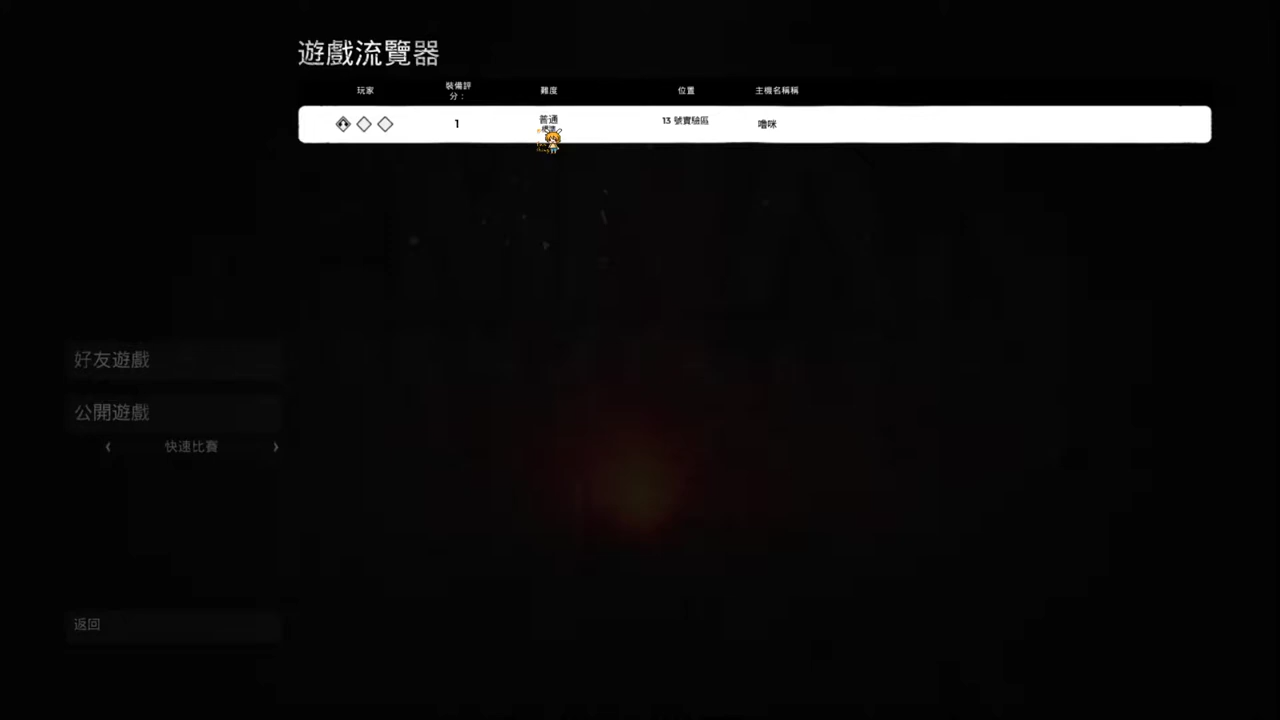 遊戲流覽器
玩家
裝備評
分：
難度
位置
主機名稱稱
1
普通
13 號實驗區
嚕咪
好友遊戲
公開遊戲
快速比賽
返回